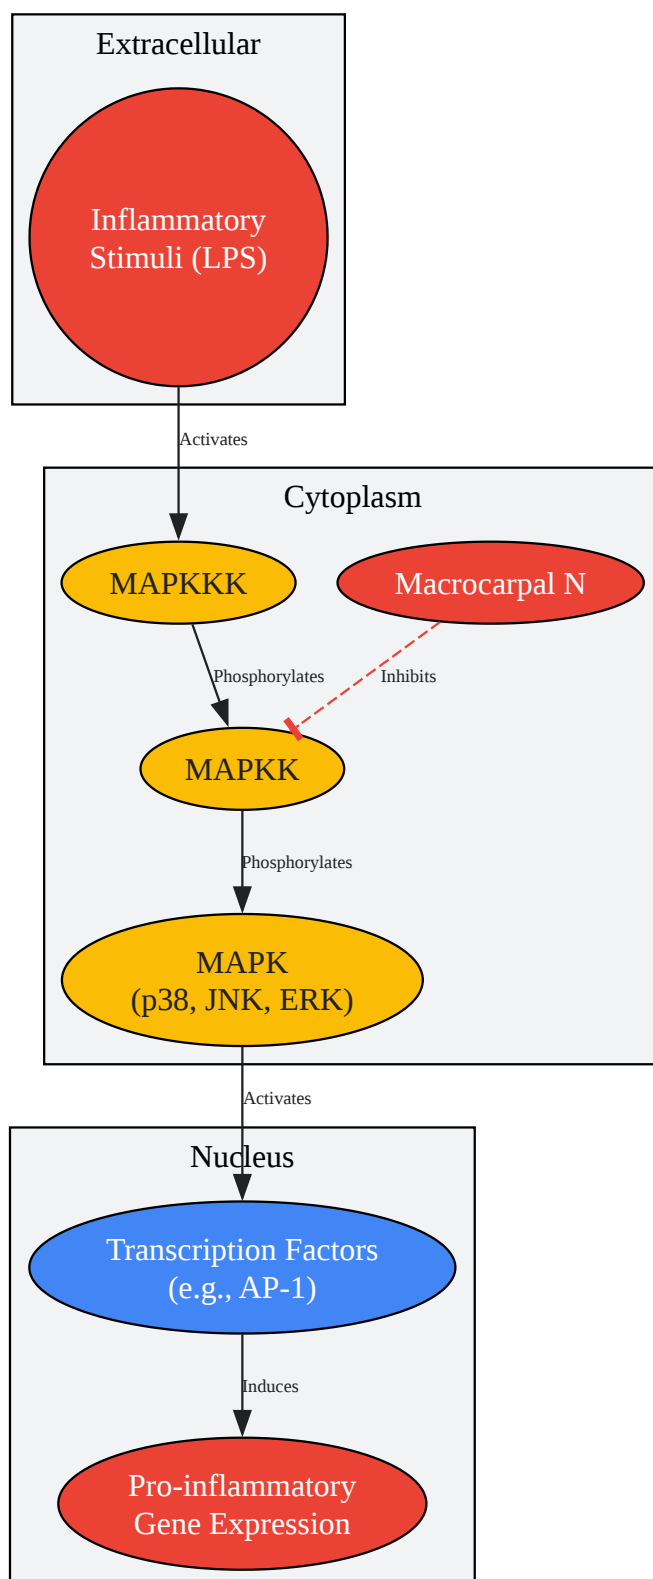 Extracellular
Inflammatory
Stimuli (LPS)
Activates
Cytoplasm
MAPKKK
Macrocarpal N
Phosphorylates
Inhibits
MAPKK
Phosphorylates
MAPK
(p38, JNK, ERK)
Activates
Nucleus
Transcription Factors
(e.g., AP-1)
Induces
Pro-inflammatory
Gene Expression